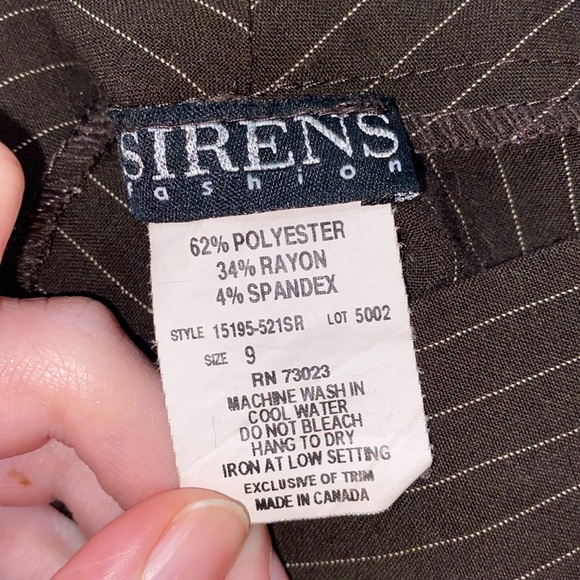 SIRENS
fashion
62% POLYESTER
34% RAYON
4% SPANDEX
STYLE 15195-521SR LOT 5002
SIZE 9
RN 73023
MACHINE WASH IN
COOL WATER
DO NOT BLEACH
HANG TO DRY
IRON AT LOW SETTING
EXCLUSIVE OF TRIM
MADE IN CANADA